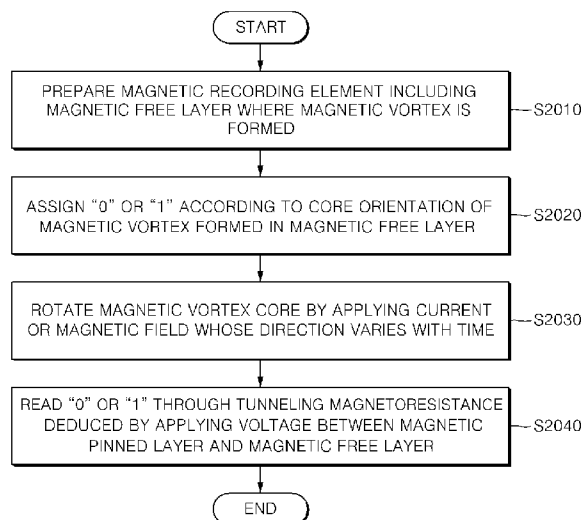 START
PREPARE MAGNETIC RECORDING ELEMENT INCLUDING
MAGNETIC FREE LAYER WHERE MAGNETIC VORTEX IS
FORMED
S2010
ASSIGN "0" OR "1" ACCORDING TO CORE ORIENTATION OF
MAGNETIC VORTEX FORMED IN MAGNETIC FREE LAYER
S2020
ROTATE MAGNETIC VORTEX CORE BY APPLYING CURRENT
OR MAGNETIC FIELD WHOSE DIRECTION VARIES WITH TIME
S2030
READ "0" OR "1" THROUGH TUNNELING MAGNETORESISTANCE
DEDUCED BY APPLYING VOLTAGE BETWEEN MAGNETIC
PINNED LAYER AND MAGNETIC FREE LAYER
S2040
END